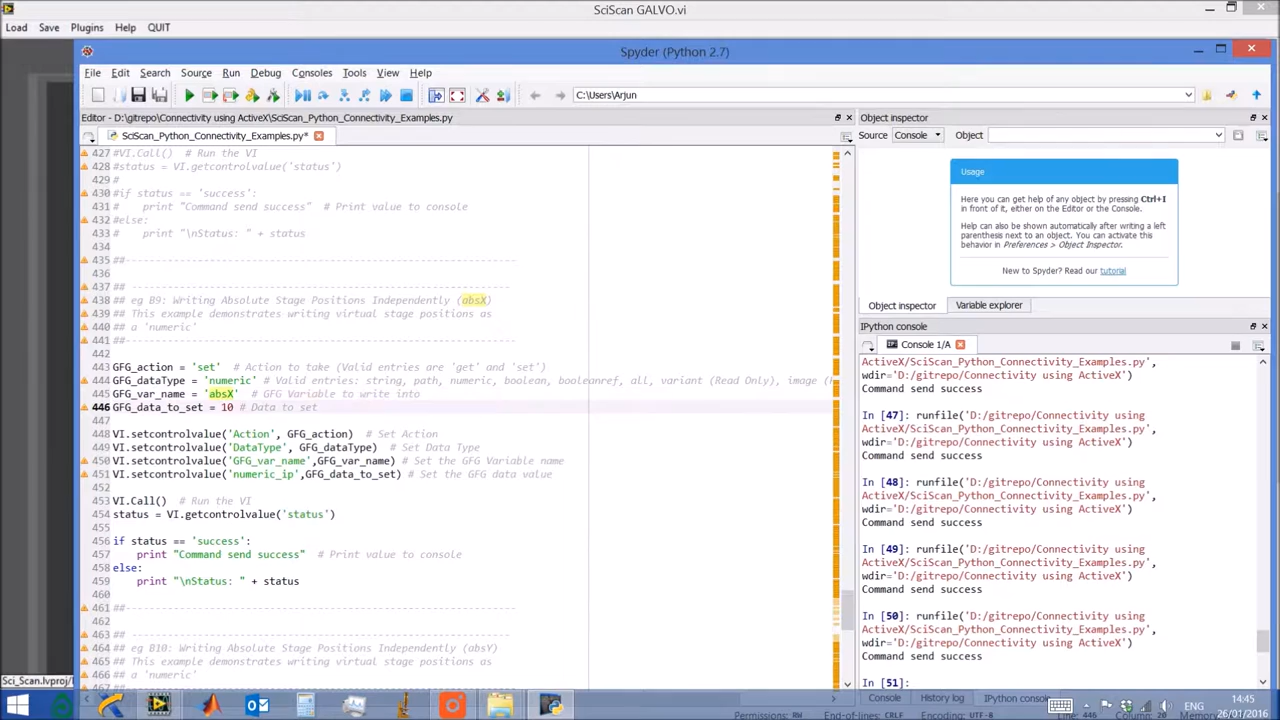 SciScan GALVO.vi
Load Save Plugins Help QUIT
Spyder (Python 2.7)
File Edit Search Source Run Debug Consoles Tools View Help
C:\Users\Arjun
Editor - D:\gitrepo\Connectivity using ActiveX\SciScan_Python_Connectivity_Examples.py
SciScan_Python_Connectivity_Examples.py*
427 #VI.Call() # Run the VI
428 #status = VI.getcontrolvalue('status')
429 #
430 #if status == 'success':
431 # print "Command send success" # Print value to console
432 #else:
433 # print "\nStatus: " + status
434
435 ##-----------------------------------------------------------------
436
437 ## ---------------------------------------------------------------
438 ## eg B9: Writing Absolute Stage Positions Independently (absX)
439 ## This example demonstrates writing virtual stage positions as
440 ## a 'numeric'
441 ##----------------------------------------------------------------
442
443 GFG_action = 'set' # Action to take (Valid entries are 'get' and 'set')
444 GFG_dataType = 'numeric' # Valid entries: string, path, numeric, boolean, booleanref, all, variant (Read Only), image (
445 GFG_var_name = 'absX' # GFG Variable to write into
446 GFG_data_to_set = 10 # Data to set
447
448 VI.setcontrolvalue('Action', GFG_action) # Set Action
449 VI.setcontrolvalue('DataType', GFG_dataType) # Set Data Type
450 VI.setcontrolvalue('GFG_var_name',GFG_var_name) # Set the GFG Variable name
451 VI.setcontrolvalue('numeric_ip',GFG_data_to_set) # Set the GFG data value
452
453 VI.Call() # Run the VI
454 status = VI.getcontrolvalue('status')
455
456 if status == 'success':
457 print "Command send success" # Print value to console
458 else:
459 print "\nStatus: " + status
460
461 ##-----------------------------------------------------------------
462
463 ## ---------------------------------------------------------------
464 ## eg B10: Writing Absolute Stage Positions Independently (absY)
465 ## This example demonstrates writing virtual stage positions as
466 ## a 'numeric'
Object inspector
Source Console Object
Usage
Here you can get help of any object by pressing Ctrl+I
in front of it, either on the Editor or the Console.
Help can also be shown automatically after writing a left
parenthesis next to an object. You can activate this
behavior in Preferences > Object Inspector.
New to Spyder? Read our tutorial
Object inspector Variable explorer
IPython console
Console 1/A
ActiveX/SciScan_Python_Connectivity_Examples.py',
wdir='D:/gitrepo/Connectivity using ActiveX')
Command send success
In [47]: runfile('D:/gitrepo/Connectivity using
ActiveX/SciScan_Python_Connectivity_Examples.py',
wdir='D:/gitrepo/Connectivity using ActiveX')
Command send success
In [48]: runfile('D:/gitrepo/Connectivity using
ActiveX/SciScan_Python_Connectivity_Examples.py',
wdir='D:/gitrepo/Connectivity using ActiveX')
Command send success
In [49]: runfile('D:/gitrepo/Connectivity using
ActiveX/SciScan_Python_Connectivity_Examples.py',
wdir='D:/gitrepo/Connectivity using ActiveX')
Command send success
In [50]: runfile('D:/gitrepo/Connectivity using
ActiveX/SciScan_Python_Connectivity_Examples.py',
wdir='D:/gitrepo/Connectivity using ActiveX')
Command send success
In [51]:
Console History log IPython console
Sci_Scan.lvproj/
Permissions: RW End-of-lines: CRLF Encoding: UTF-8 Line: 446 Column: 20
ENG
14:45
26/01/2016